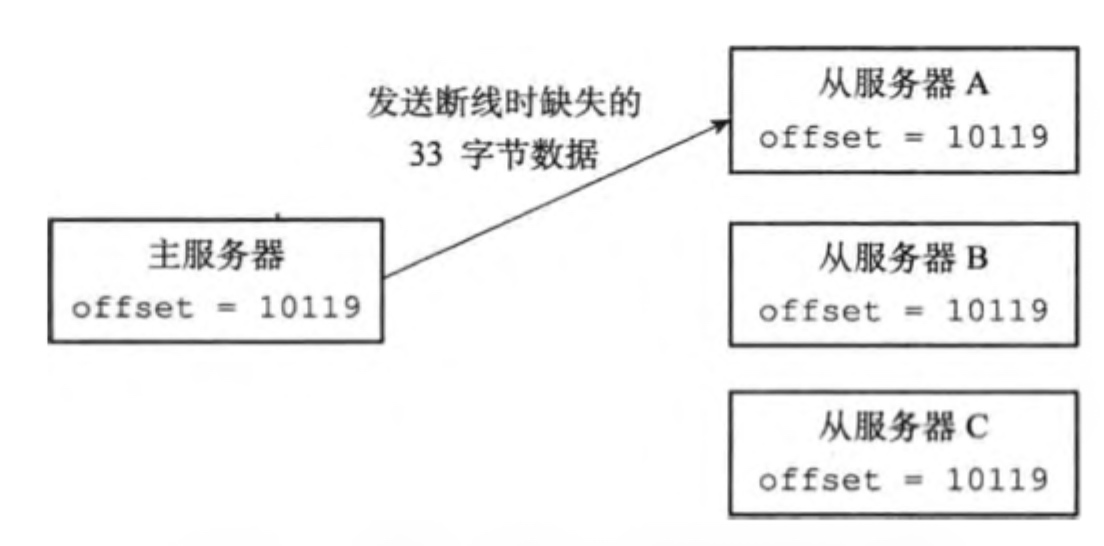 发送断线时缺失的
33 字节数据
主服务器
offset = 10119
从服务器 A
offset = 10119
从服务器 B
offset = 10119
从服务器 C
offset = 10119